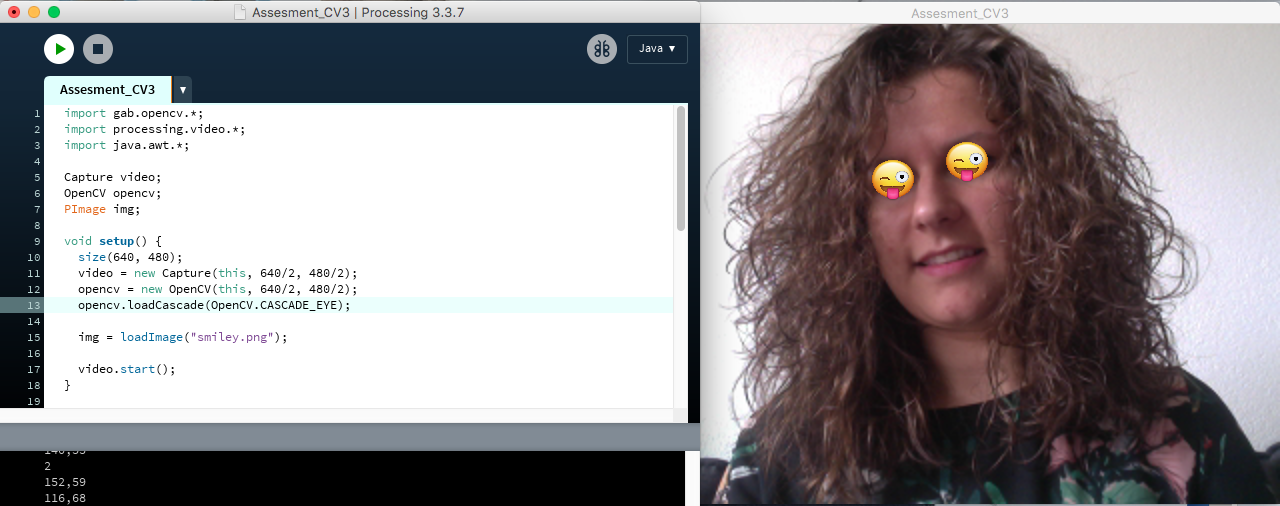 Assesment_CV3 | Processing 3.3.7
Assesment_CV3
Java ▾
Assesment_CV3 ▾
1 import gab.opencv.*;
2 import processing.video.*;
3 import java.awt.*;
4
5 Capture video;
6 OpenCV opencv;
7 PImage img;
8
9 void setup() {
10 size(640, 480);
11 video = new Capture(this, 640/2, 480/2);
12 opencv = new OpenCV(this, 640/2, 480/2);
13 opencv.loadCascade(OpenCV.CASCADE_EYE);
14
15 img = loadImage("smiley.png");
16
17 video.start();
18 }
19
2
152,59
116,68